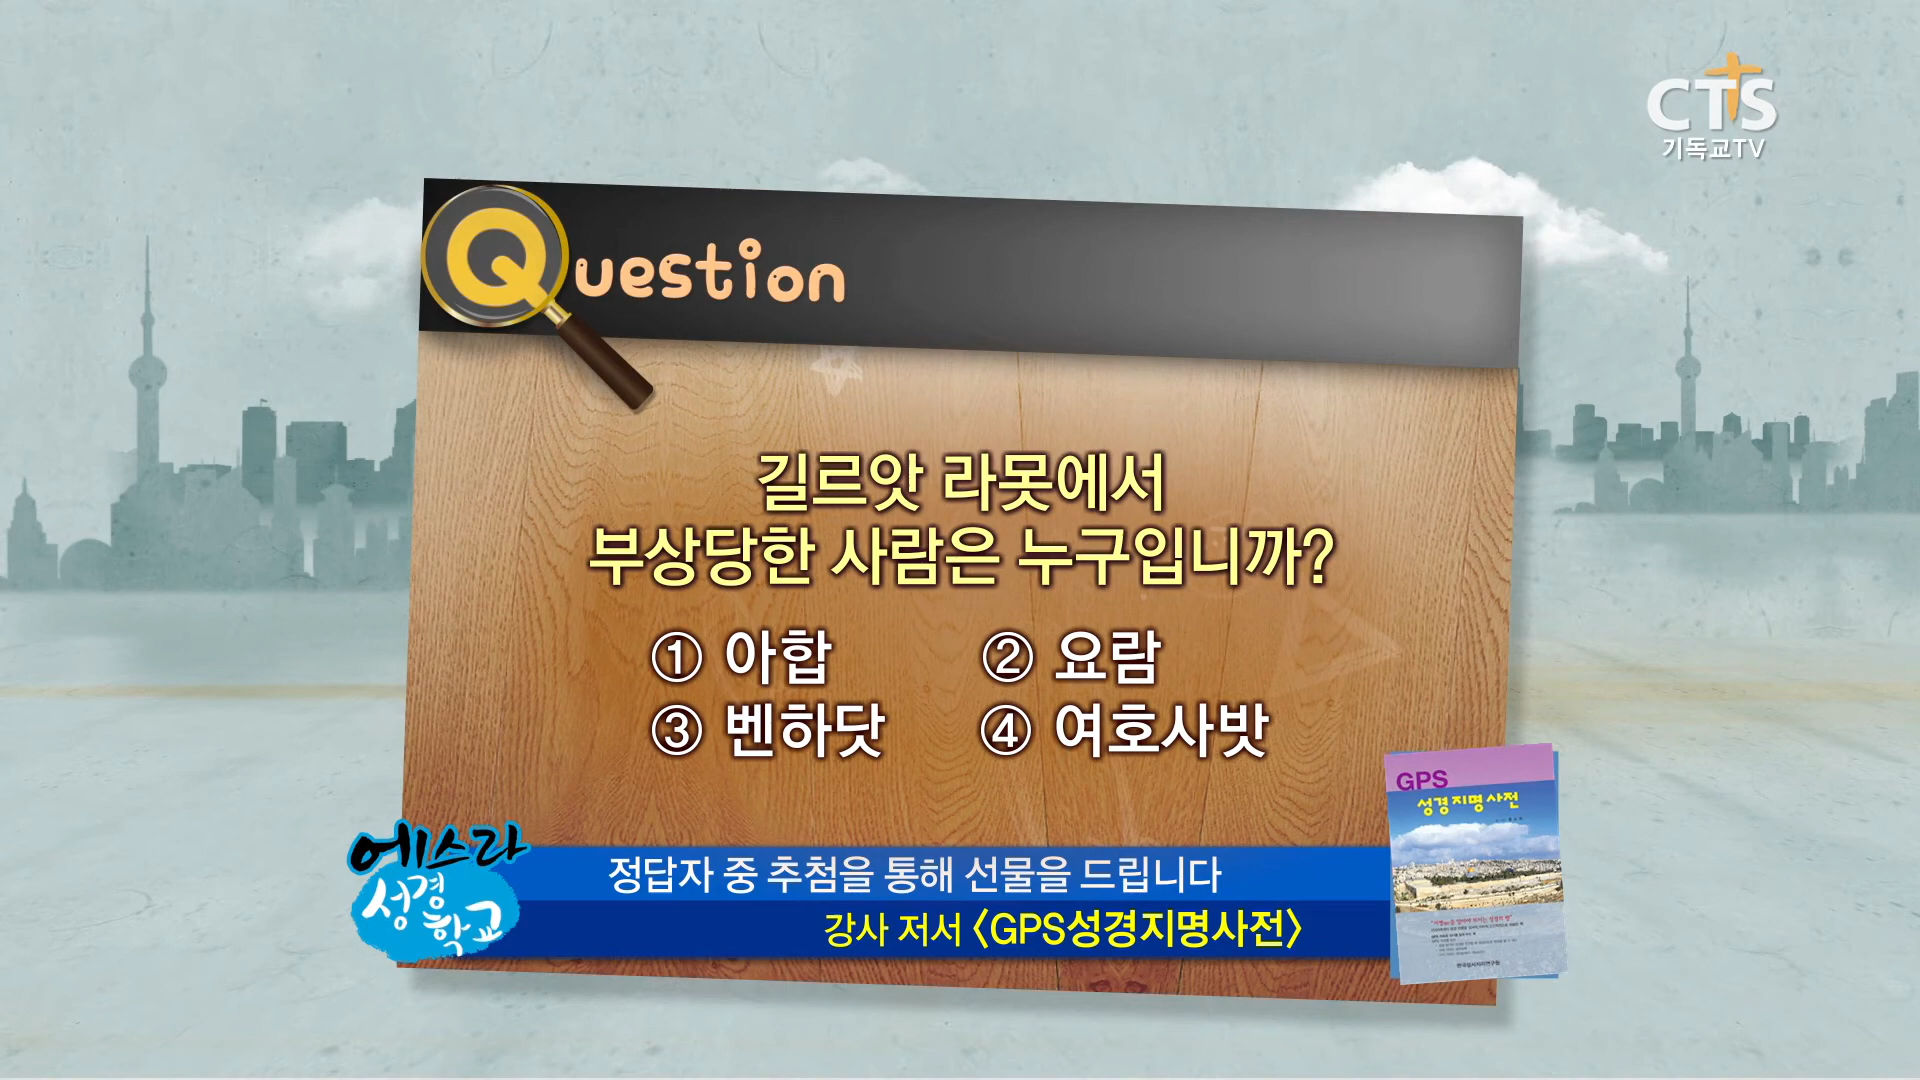 CTS
기독교TV
Question
길르앗 라못에서
부상당한 사람은 누구입니까?
① 아합 ②요람
③ 벤하닷 ④ 여호사밧
에스라
성경
학교
정답자 중 추첨을 통해 선물을 드립니다
강사 저서 <GPS성경지명사전>
GPS
성경지명사전